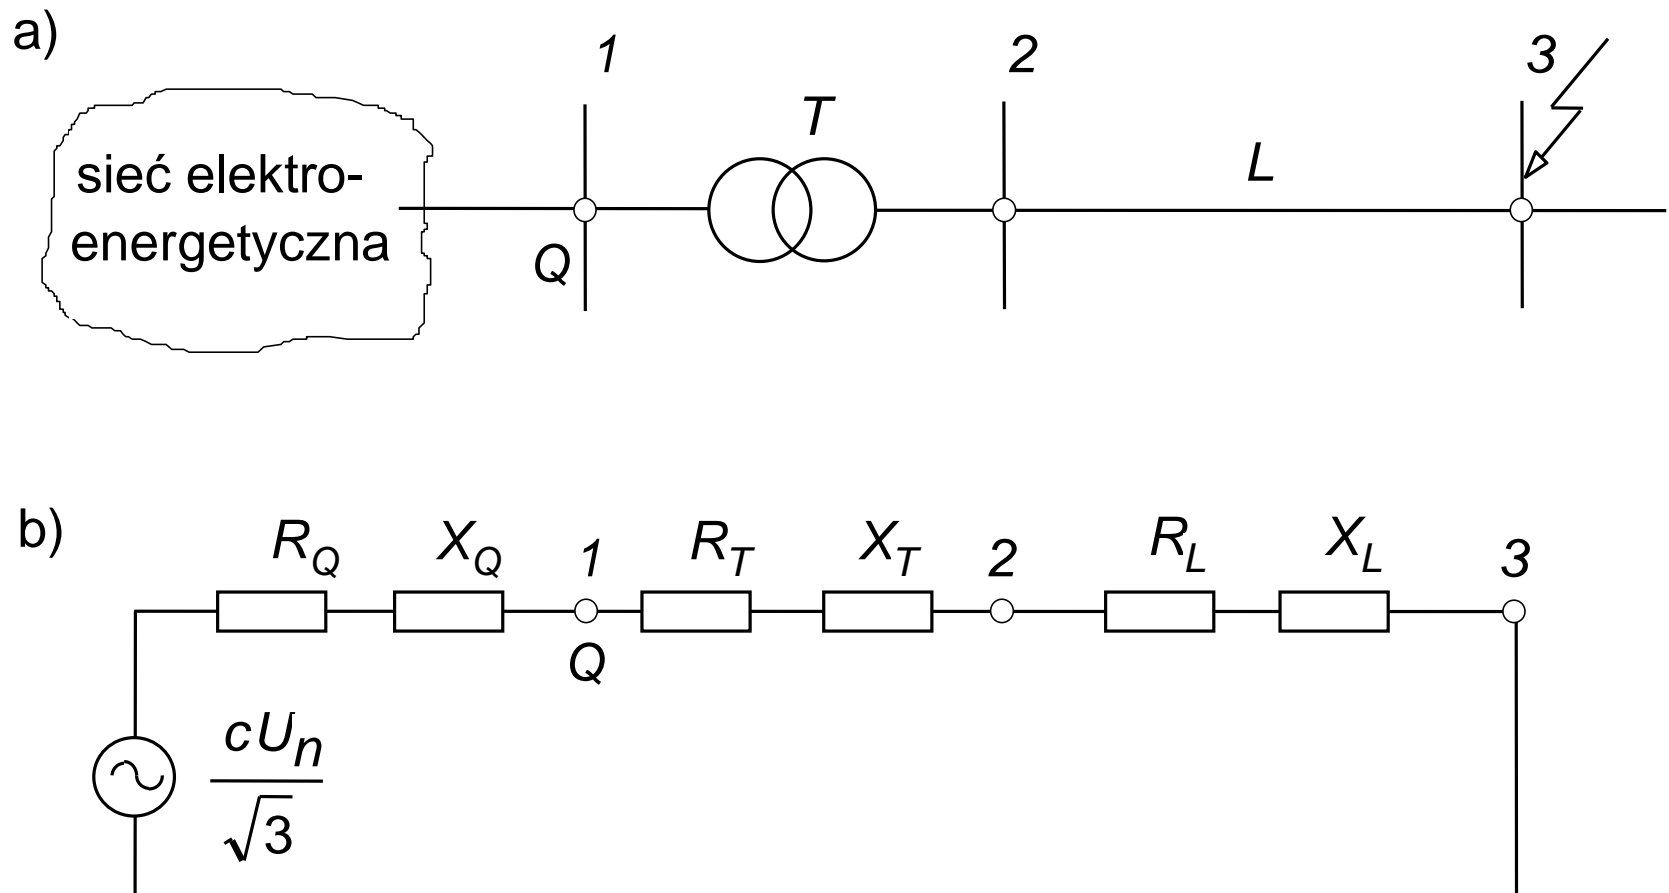 a)
1
2
3
T
L
sieć elektro-
energetyczna
Q
b)
R_Q
X_Q
1
R_T
X_T
2
R_L
X_L
3
Q
cU_n
√3